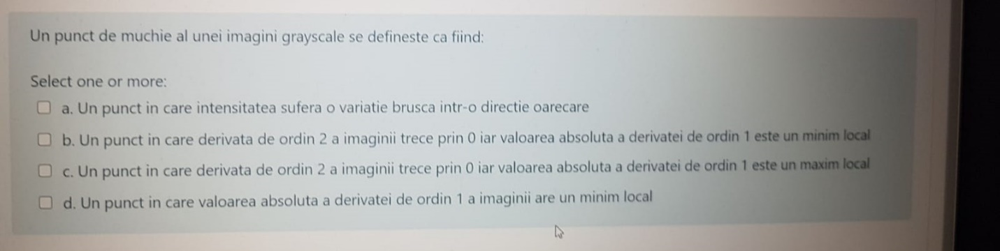 Un punct de muchie al unei imagini grayscale se defineste ca fiind:
Select one or more:
a. Un punct in care intensitatea sufera o variatie brusca intr-o directie oarecare
b. Un punct in care derivata de ordin 2 a imaginii trece prin 0 iar valoarea absoluta a derivatei de ordin 1 este un minim local
c. Un punct in care derivata de ordin 2 a imaginii trece prin 0 iar valoarea absoluta a derivatei de ordin 1 este un maxim local
d. Un punct in care valoarea absoluta a derivatei de ordin 1 a imaginii are un minim local